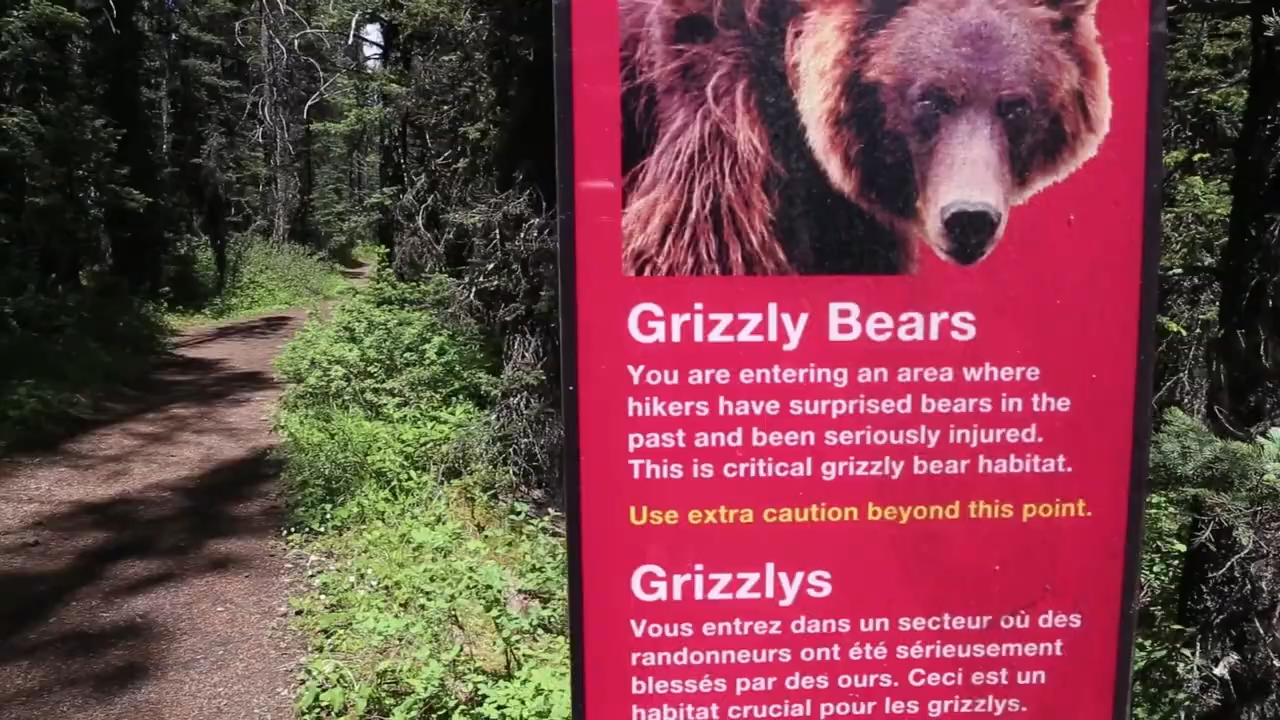 Grizzly Bears
You are entering an area where
hikers have surprised bears in the
past and been seriously injured.
This is critical grizzly bear habitat.
Use extra caution beyond this point.
Grizzlys
Vous entrez dans un secteur où des
randonneurs ont été sérieusement
blessés par des ours. Ceci est un
habitat crucial pour les grizzlys.